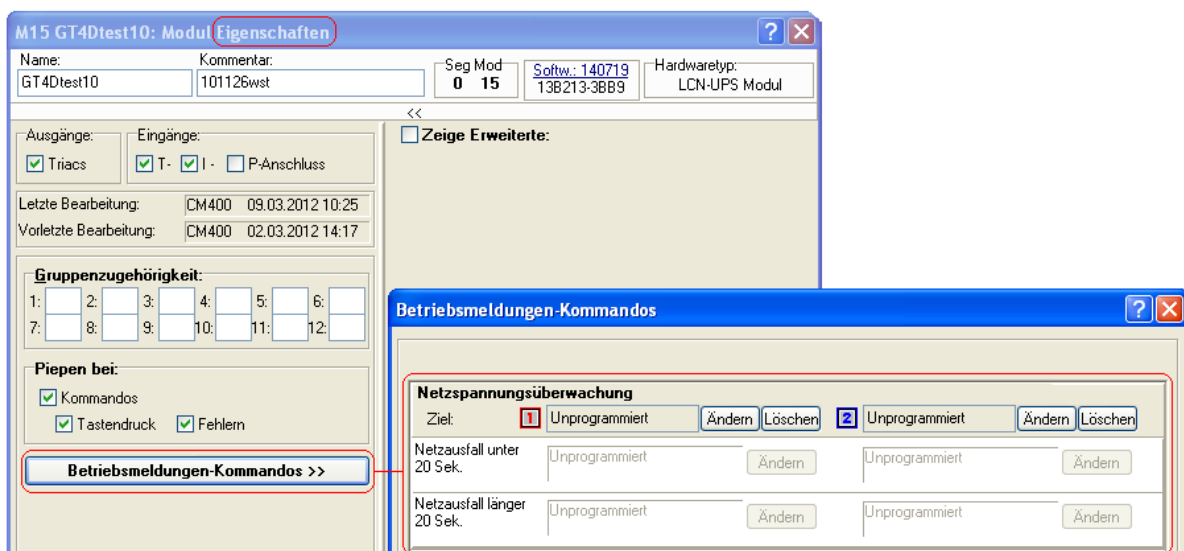 M15 GT4Dtest10: Modul Eigenschaften
Name: Kommentar:
GT4Dtest10 101126wst
Seg Mod
0 15
Softw.: 140719
13B213-3BB9
Hardwaretyp:
LCN-UPS Modul
<<
Ausgänge:
Triacs
Eingänge:
T- I - P-Anschluss
Zeige Erweiterte:
Letzte Bearbeitung: CM400 09.03.2012 10:25
Vorletzte Bearbeitung: CM400 02.03.2012 14:17
Gruppenzugehörigkeit:
1: 2: 3: 4: 5: 6:
7: 8: 9: 10: 11: 12:
Piepen bei:
Kommandos
Tastendruck Fehlern
Betriebsmeldungen-Kommandos >>
Betriebsmeldungen-Kommandos
Netzspannungsüberwachung
Ziel: 1 Unprogrammiert Ändern Löschen 2 Unprogrammiert Ändern Löschen
Netzausfall unter
20 Sek.
Unprogrammiert Ändern Unprogrammiert Ändern
Netzausfall länger
20 Sek.
Unprogrammiert Ändern Unprogrammiert Ändern